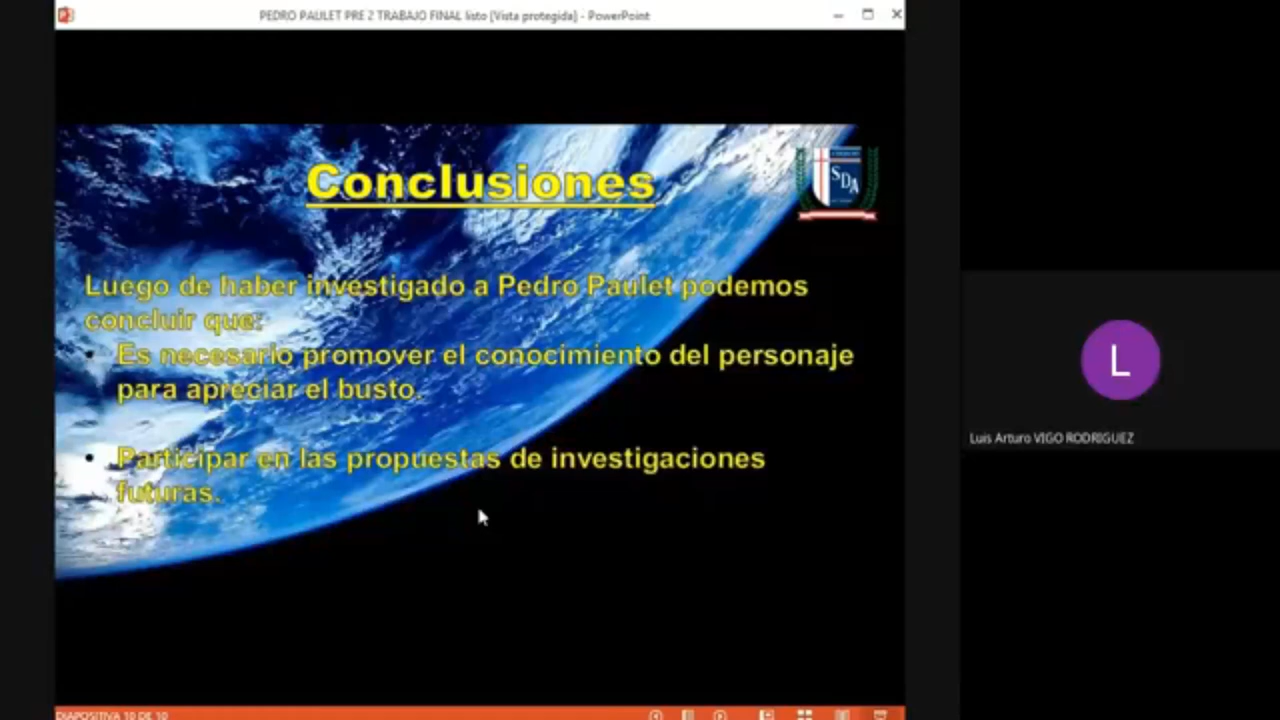 PEDRO PAULET PRE 2 TRABAJO FINAL listo [Vista protegida] - PowerPoint
Conclusiones
SDA
Luego de haber investigado a Pedro Paulet podemos
concluir que:
• Es necesario promover el conocimiento del personaje
para apreciar el busto.
• Participar en las propuestas de investigaciones
futuras.
L
Luis Arturo VIGO RODRIGUEZ
DIAPOSITIVA 10 DE 10